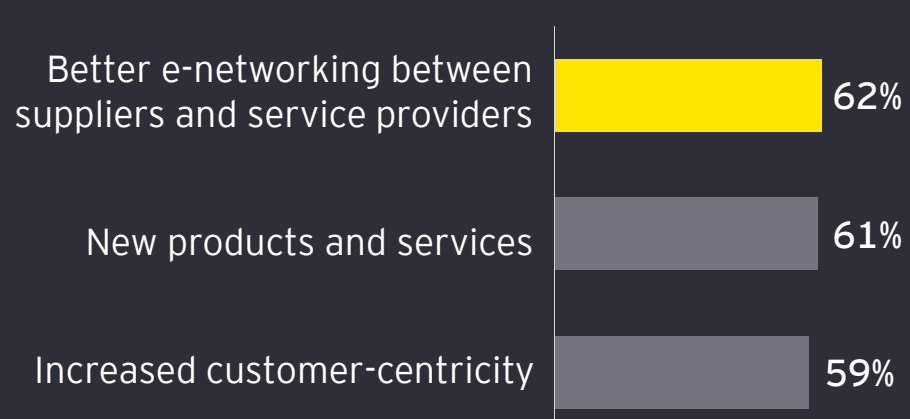 Better e-networking between
suppliers and service providers
62%
New products and services
61%
Increased customer-centricity
59%